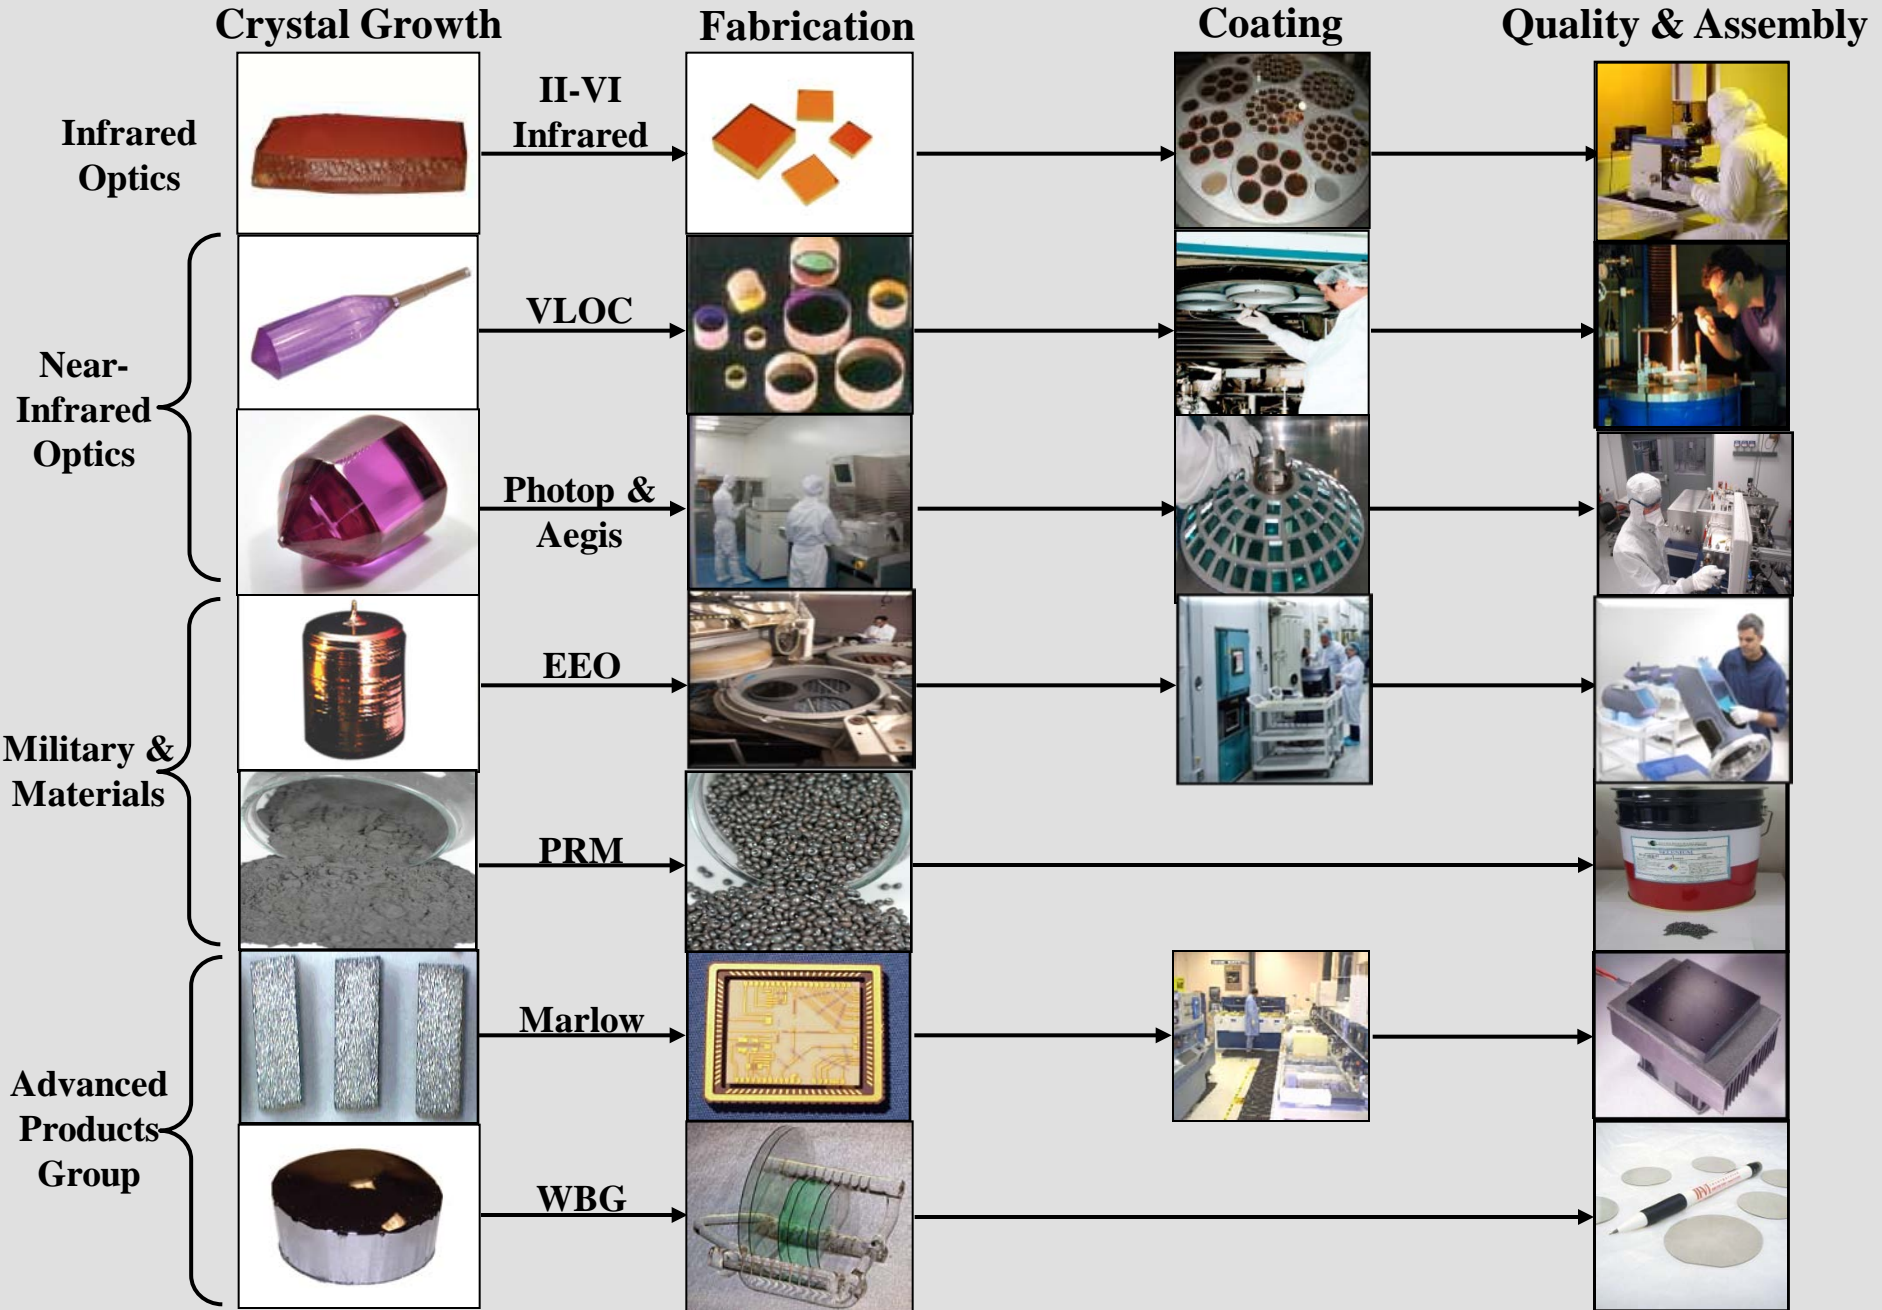 Crystal Growth
Fabrication
Coating
Quality & Assembly
Infrared
Optics
II-VI
Infrared
Near-
Infrared
Optics
VLOC
Photop &
Aegis
Military &
Materials
EEO
PRM
Advanced
Products
Group
Marlow
WBG